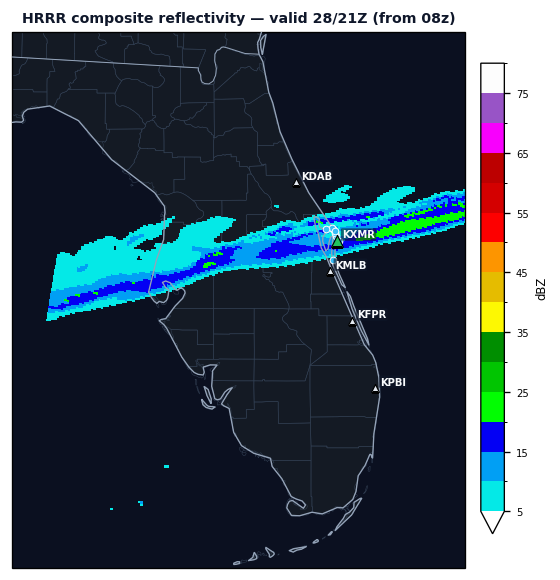 HRRR composite reflectivity — valid 28/21Z (from 08z)
KDAB
KXMR
KMLB
KFPR
KPBI
75
65
55
45
35
25
15
5
dBZ